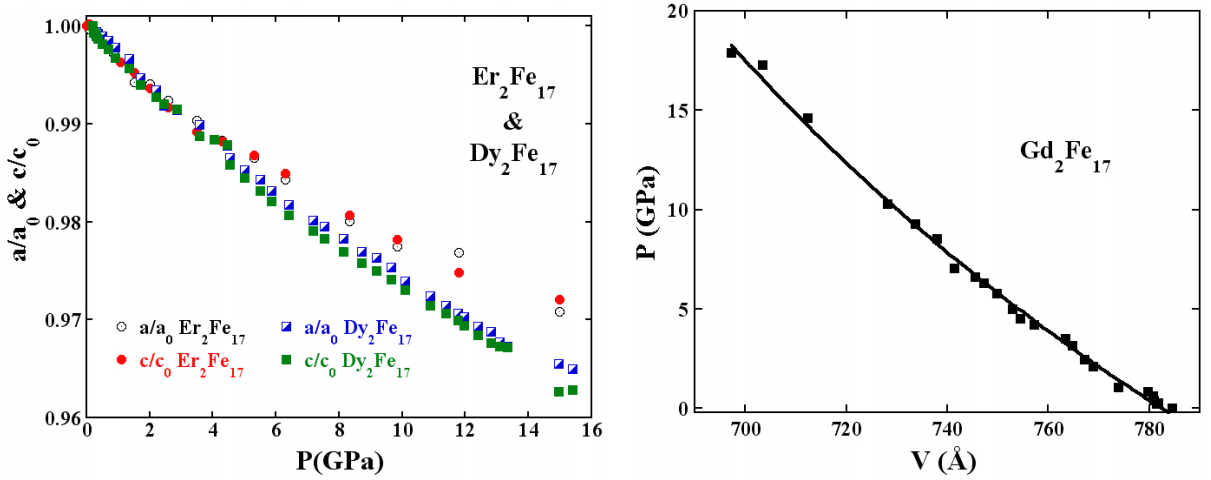 1.00
0.99
0.98
0.97
0.96
a/a₀ & c/c₀
Er₂Fe₁₇
&
Dy₂Fe₁₇
a/a₀ Er₂Fe₁₇
a/a₀ Dy₂Fe₁₇
c/c₀ Er₂Fe₁₇
c/c₀ Dy₂Fe₁₇
0 2 4 6 8 10 12 14 16
P(GPa)
20
15
10
5
0
P (GPa)
Gd₂Fe₁₇
700 720 740 760 780
V (Å)